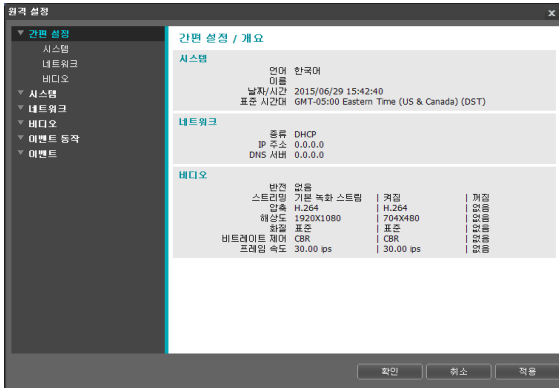 원격 설정
간편 설정
시스템
네트워크
비디오
시스템
네트워크
비디오
이벤트 동작
이벤트
간편 설정 / 개요
시스템
언어 한국어
이름
날짜/시간 2015/06/29 15:42:40
표준 시간대 GMT-05:00 Eastern Time (US & Canada) (DST)
네트워크
종류 DHCP
IP 주소 0.0.0.0
DNS 서버 0.0.0.0
비디오
반전 없음
스트리밍 기본 녹화 스트림 | 켜짐 | 꺼짐
압축 H.264 | H.264 | 없음
해상도 1920X1080 | 704X480 | 없음
화질 표준 | 표준 | 없음
비트레이트 제어 CBR | CBR | 없음
프레임 속도 30.00 ips | 30.00 ips | 없음
확인 취소 적용